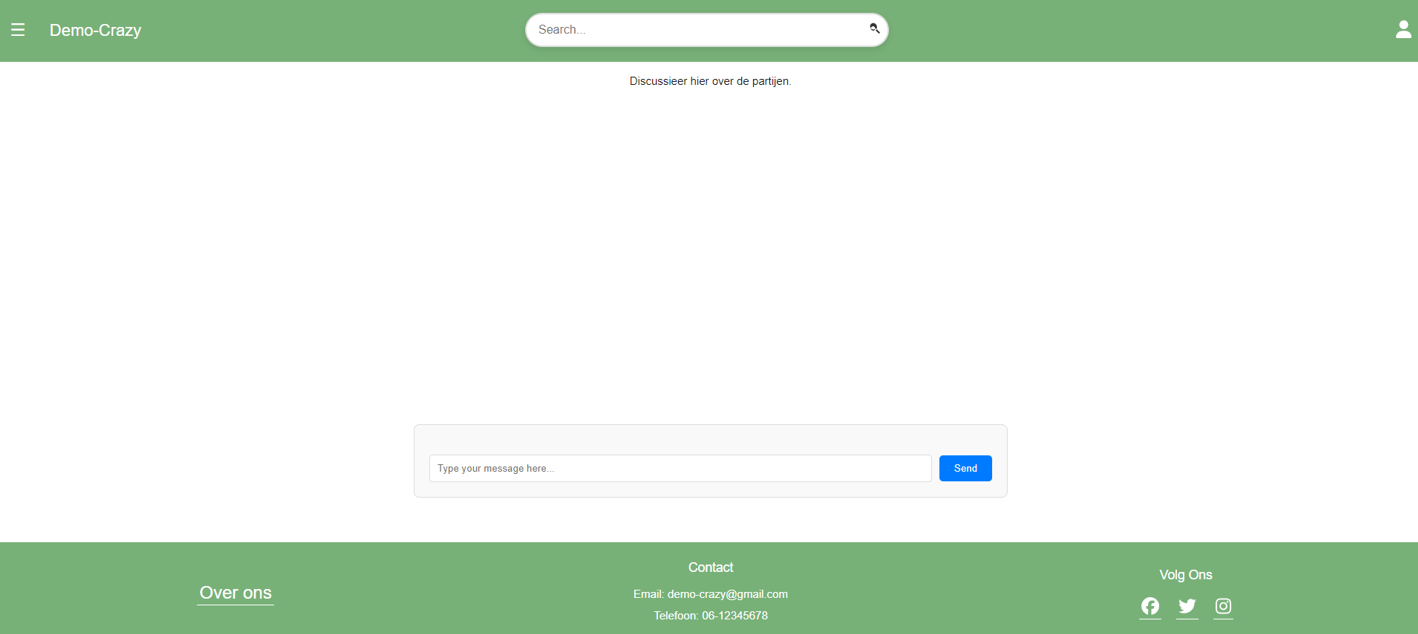 Demo-Crazy
Search...
Discussieer hier over de partijen.
Type your message here...
Send
Over ons
Contact
Email: demo-crazy@gmail.com
Telefoon: 06-12345678
Volg Ons